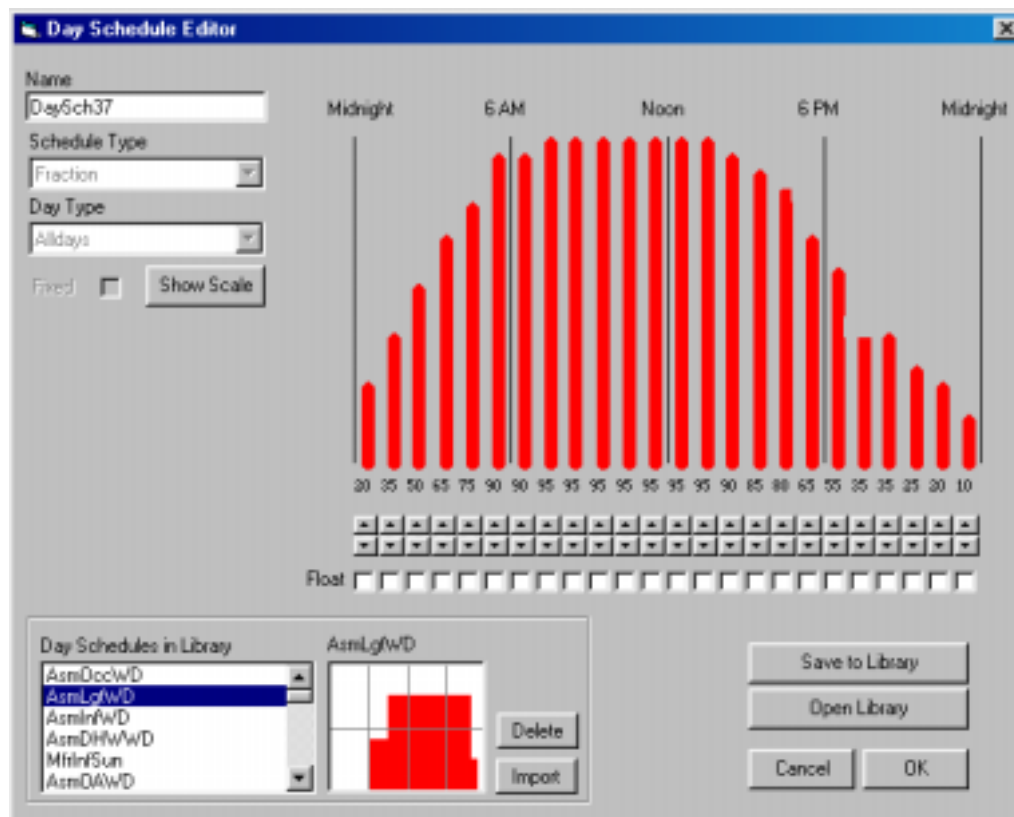 Day Schedule Editor
Name
DaySch37
Schedule Type
Fraction
Day Type
Alldays
Fixed
Show Scale
Midnight 6 AM Noon 6 PM Midnight
20 35 50 65 75 90 90 95 95 95 95 95 95 95 90 85 80 65 55 35 35 25 20 10
Float
Day Schedules in Library
AsmOccWD
AsmLgfWD
AsmInfWD
AsmDHWWD
MfrInfSun
AsmDAWD
AsmLgfWD
Delete
Import
Save to Library
Open Library
Cancel
OK